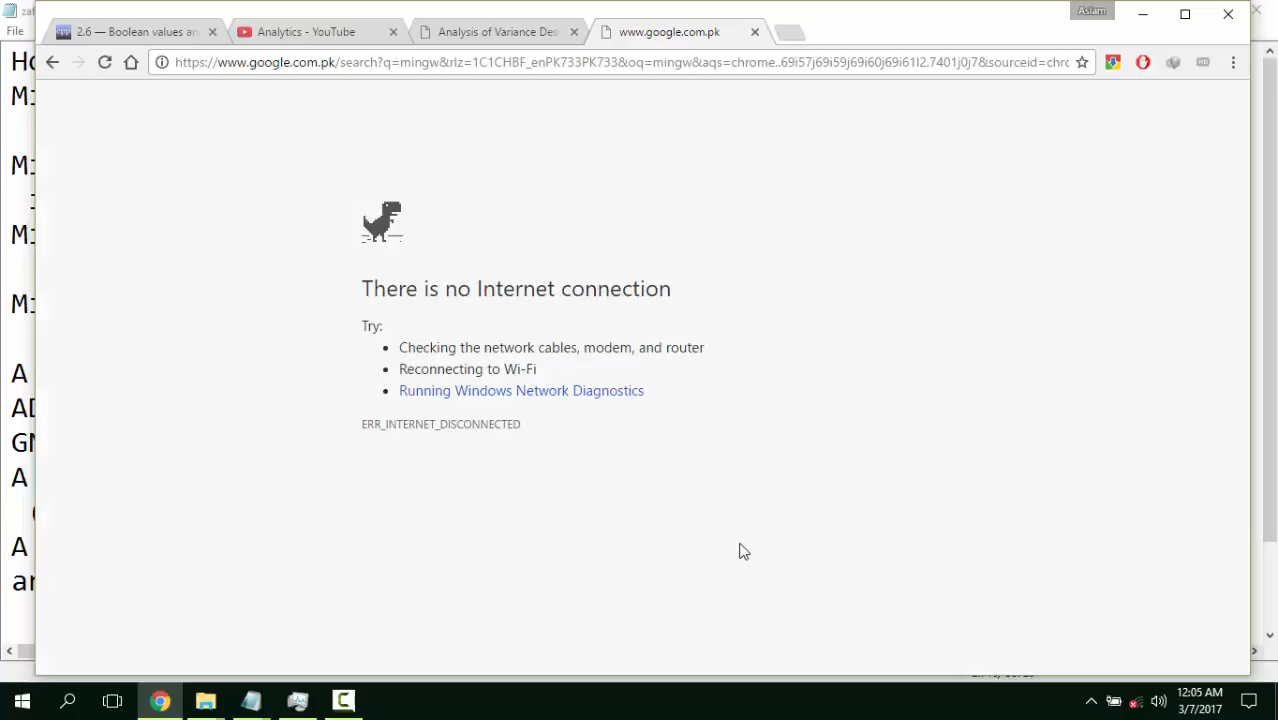 Aslam
2.6 — Boolean values an
Analytics - YouTube
Analysis of Variance Des
www.google.com.pk
https://www.google.com.pk/search?q=mingw&rlz=1C1CHBF_enPK733PK733&oq=mingw&aqs=chrome..69i57j69i59j69i60j69i61l2.7401j0j7&sourceid=chro
File
There is no Internet connection
Try:
Checking the network cables, modem, and router
Reconnecting to Wi-Fi
Running Windows Network Diagnostics
ERR_INTERNET_DISCONNECTED
A
A
A
12:05 AM
3/7/2017